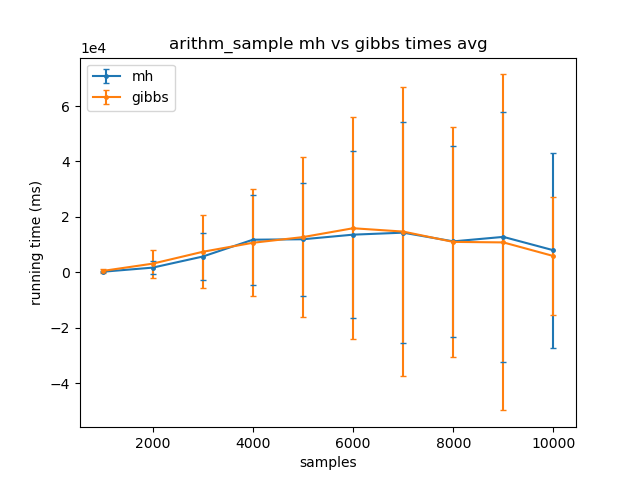 arithm_sample mh vs gibbs times avg
1e4
mh
gibbs
6
4
2
0
−2
−4
running time (ms)
2000
4000
6000
8000
10000
samples